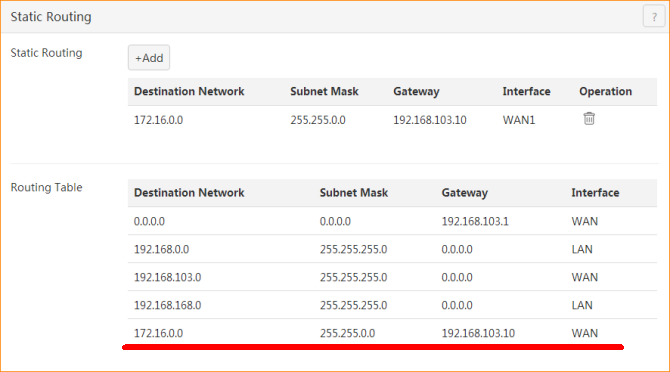 Static Routing
?
Static Routing
+Add
Destination Network Subnet Mask Gateway Interface Operation
172.16.0.0 255.255.0.0 192.168.103.10 WAN1
Routing Table
Destination Network Subnet Mask Gateway Interface
0.0.0.0 0.0.0.0 192.168.103.1 WAN
192.168.0.0 255.255.255.0 0.0.0.0 LAN
192.168.103.0 255.255.255.0 0.0.0.0 WAN
192.168.168.0 255.255.255.0 0.0.0.0 LAN
172.16.0.0 255.255.0.0 192.168.103.10 WAN